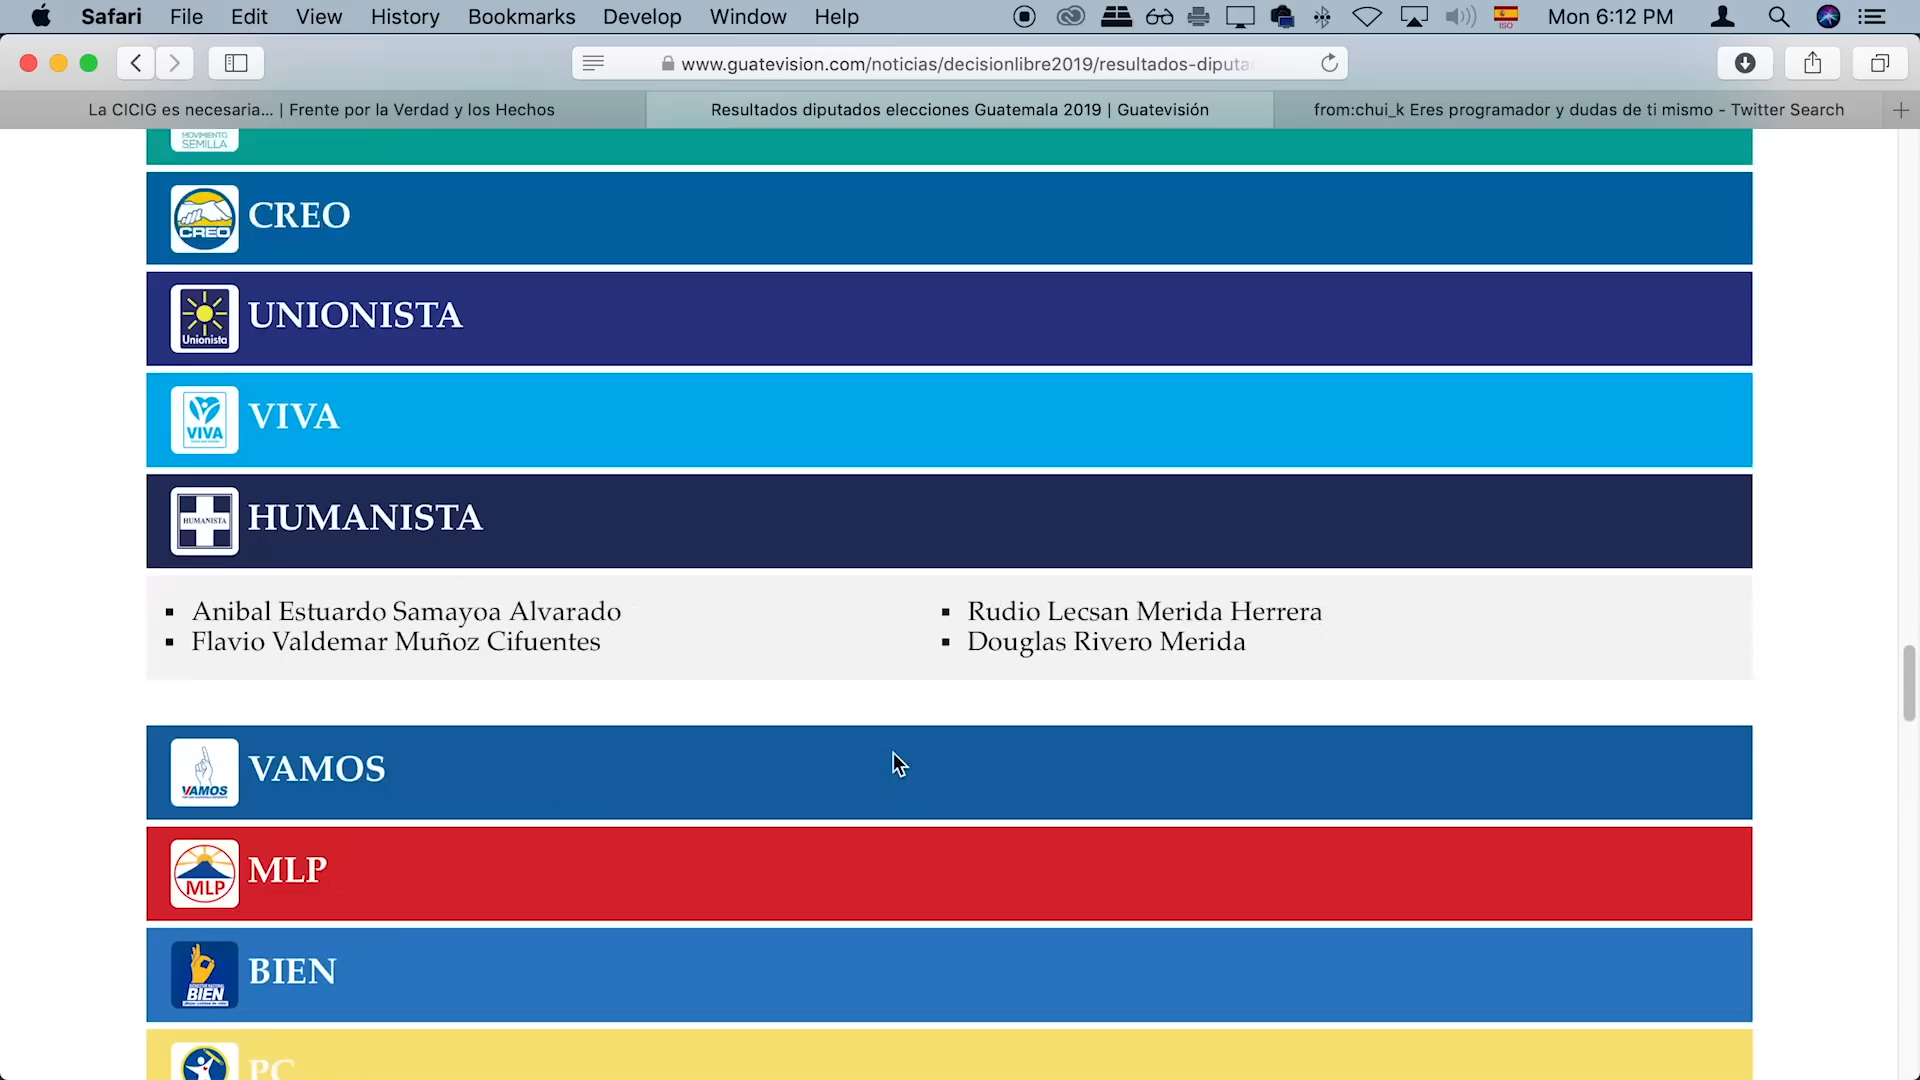 Safari File Edit View History Bookmarks Develop Window Help ISO Mon 6:12 PM
www.guatevision.com/noticias/decisionlibre2019/resultados-diputa
La CICIG es necesaria... | Frente por la Verdad y los Hechos
Resultados diputados elecciones Guatemala 2019 | Guatevisión
from:chui_k Eres programador y dudas de ti mismo - Twitter Search
MOVIMIENTO
SEMILLA
CREO
CREO
Unionista
UNIONISTA
VIVA
VIVA
HUMANISTA
HUMANISTA
▪ Anibal Estuardo Samayoa Alvarado
▪ Flavio Valdemar Muñoz Cifuentes
▪ Rudio Lecsan Merida Herrera
▪ Douglas Rivero Merida
VAMOS
VAMOS
MLP
MLP
BIEN
BIEN
PC